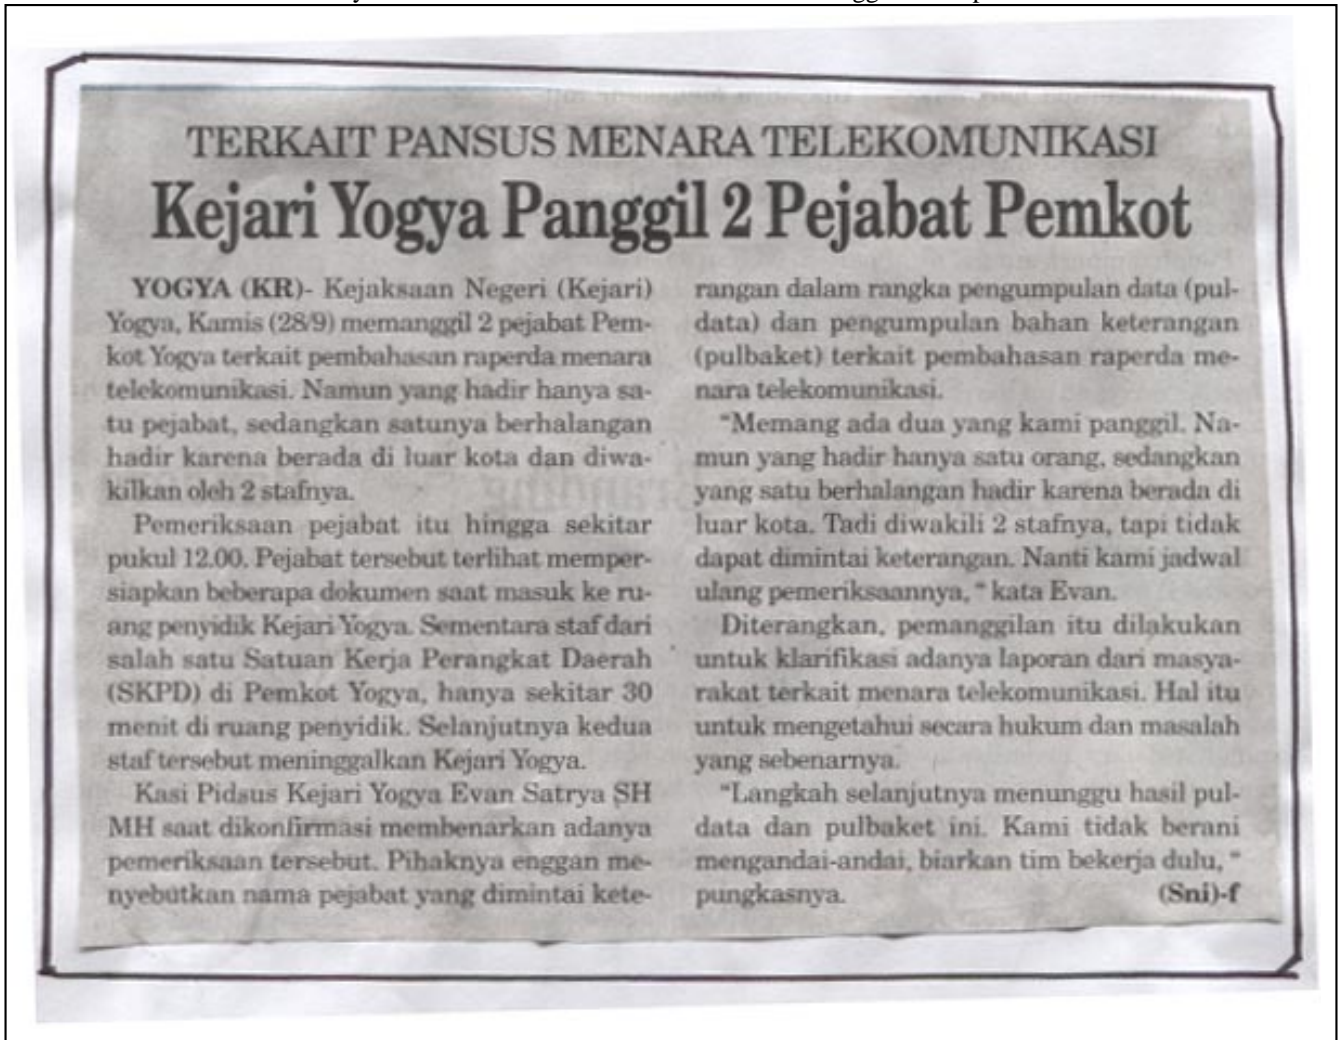 TERKAIT PANSUS MENARA TELEKOMUNIKASI
Kejari Yogya Panggil 2 Pejabat Pemkot
YOGYA (KR)- Kejaksaan Negeri (Kejari)
Yogya, Kamis (28/9) memanggil 2 pejabat Pem-
kot Yogya terkait pembahasan raperda menara
telekomunikasi. Namun yang hadir hanya sa-
tu pejabat, sedangkan satunya berhalangan
hadir karena berada di luar kota dan diwa-
kilkan oleh 2 stafnya.
Pemeriksaan pejabat itu hingga sekitar
pukul 12.00. Pejabat tersebut terlihat memper-
siapkan beberapa dokumen saat masuk ke ru-
ang penyidik Kejari Yogya. Sementara staf dari
salah satu Satuan Kerja Perangkat Daerah
(SKPD) di Pemkot Yogya, hanya sekitar 30
menit di ruang penyidik. Selanjutnya kedua
staf tersebut meninggalkan Kejari Yogya.
Kasi Pidsus Kejari Yogya Evan Satrya SH
MH saat dikonfirmasi membenarkan adanya
pemeriksaan tersebut. Pihaknya enggan me-
nyebutkan nama pejabat yang dimintai kete-
rangan dalam rangka pengumpulan data (pul-
data) dan pengumpulan bahan keterangan
(pulbaket) terkait pembahasan raperda me-
nara telekomunikasi.
"Memang ada dua yang kami panggil. Na-
mun yang hadir hanya satu orang, sedangkan
yang satu berhalangan hadir karena berada di
luar kota. Tadi diwakili 2 stafnya, tapi tidak
dapat dimintai keterangan. Nanti kami jadwal
ulang pemeriksaannya, " kata Evan.
Diterangkan, pemanggilan itu dilakukan
untuk klarifikasi adanya laporan dari masya-
rakat terkait menara telekomunikasi. Hal itu
untuk mengetahui secara hukum dan masalah
yang sebenarnya.
"Langkah selanjutnya menunggu hasil pul-
data dan pulbaket ini. Kami tidak berani
mengandai-andai, biarkan tim bekerja dulu, "
pungkasnya. (Sni)-f